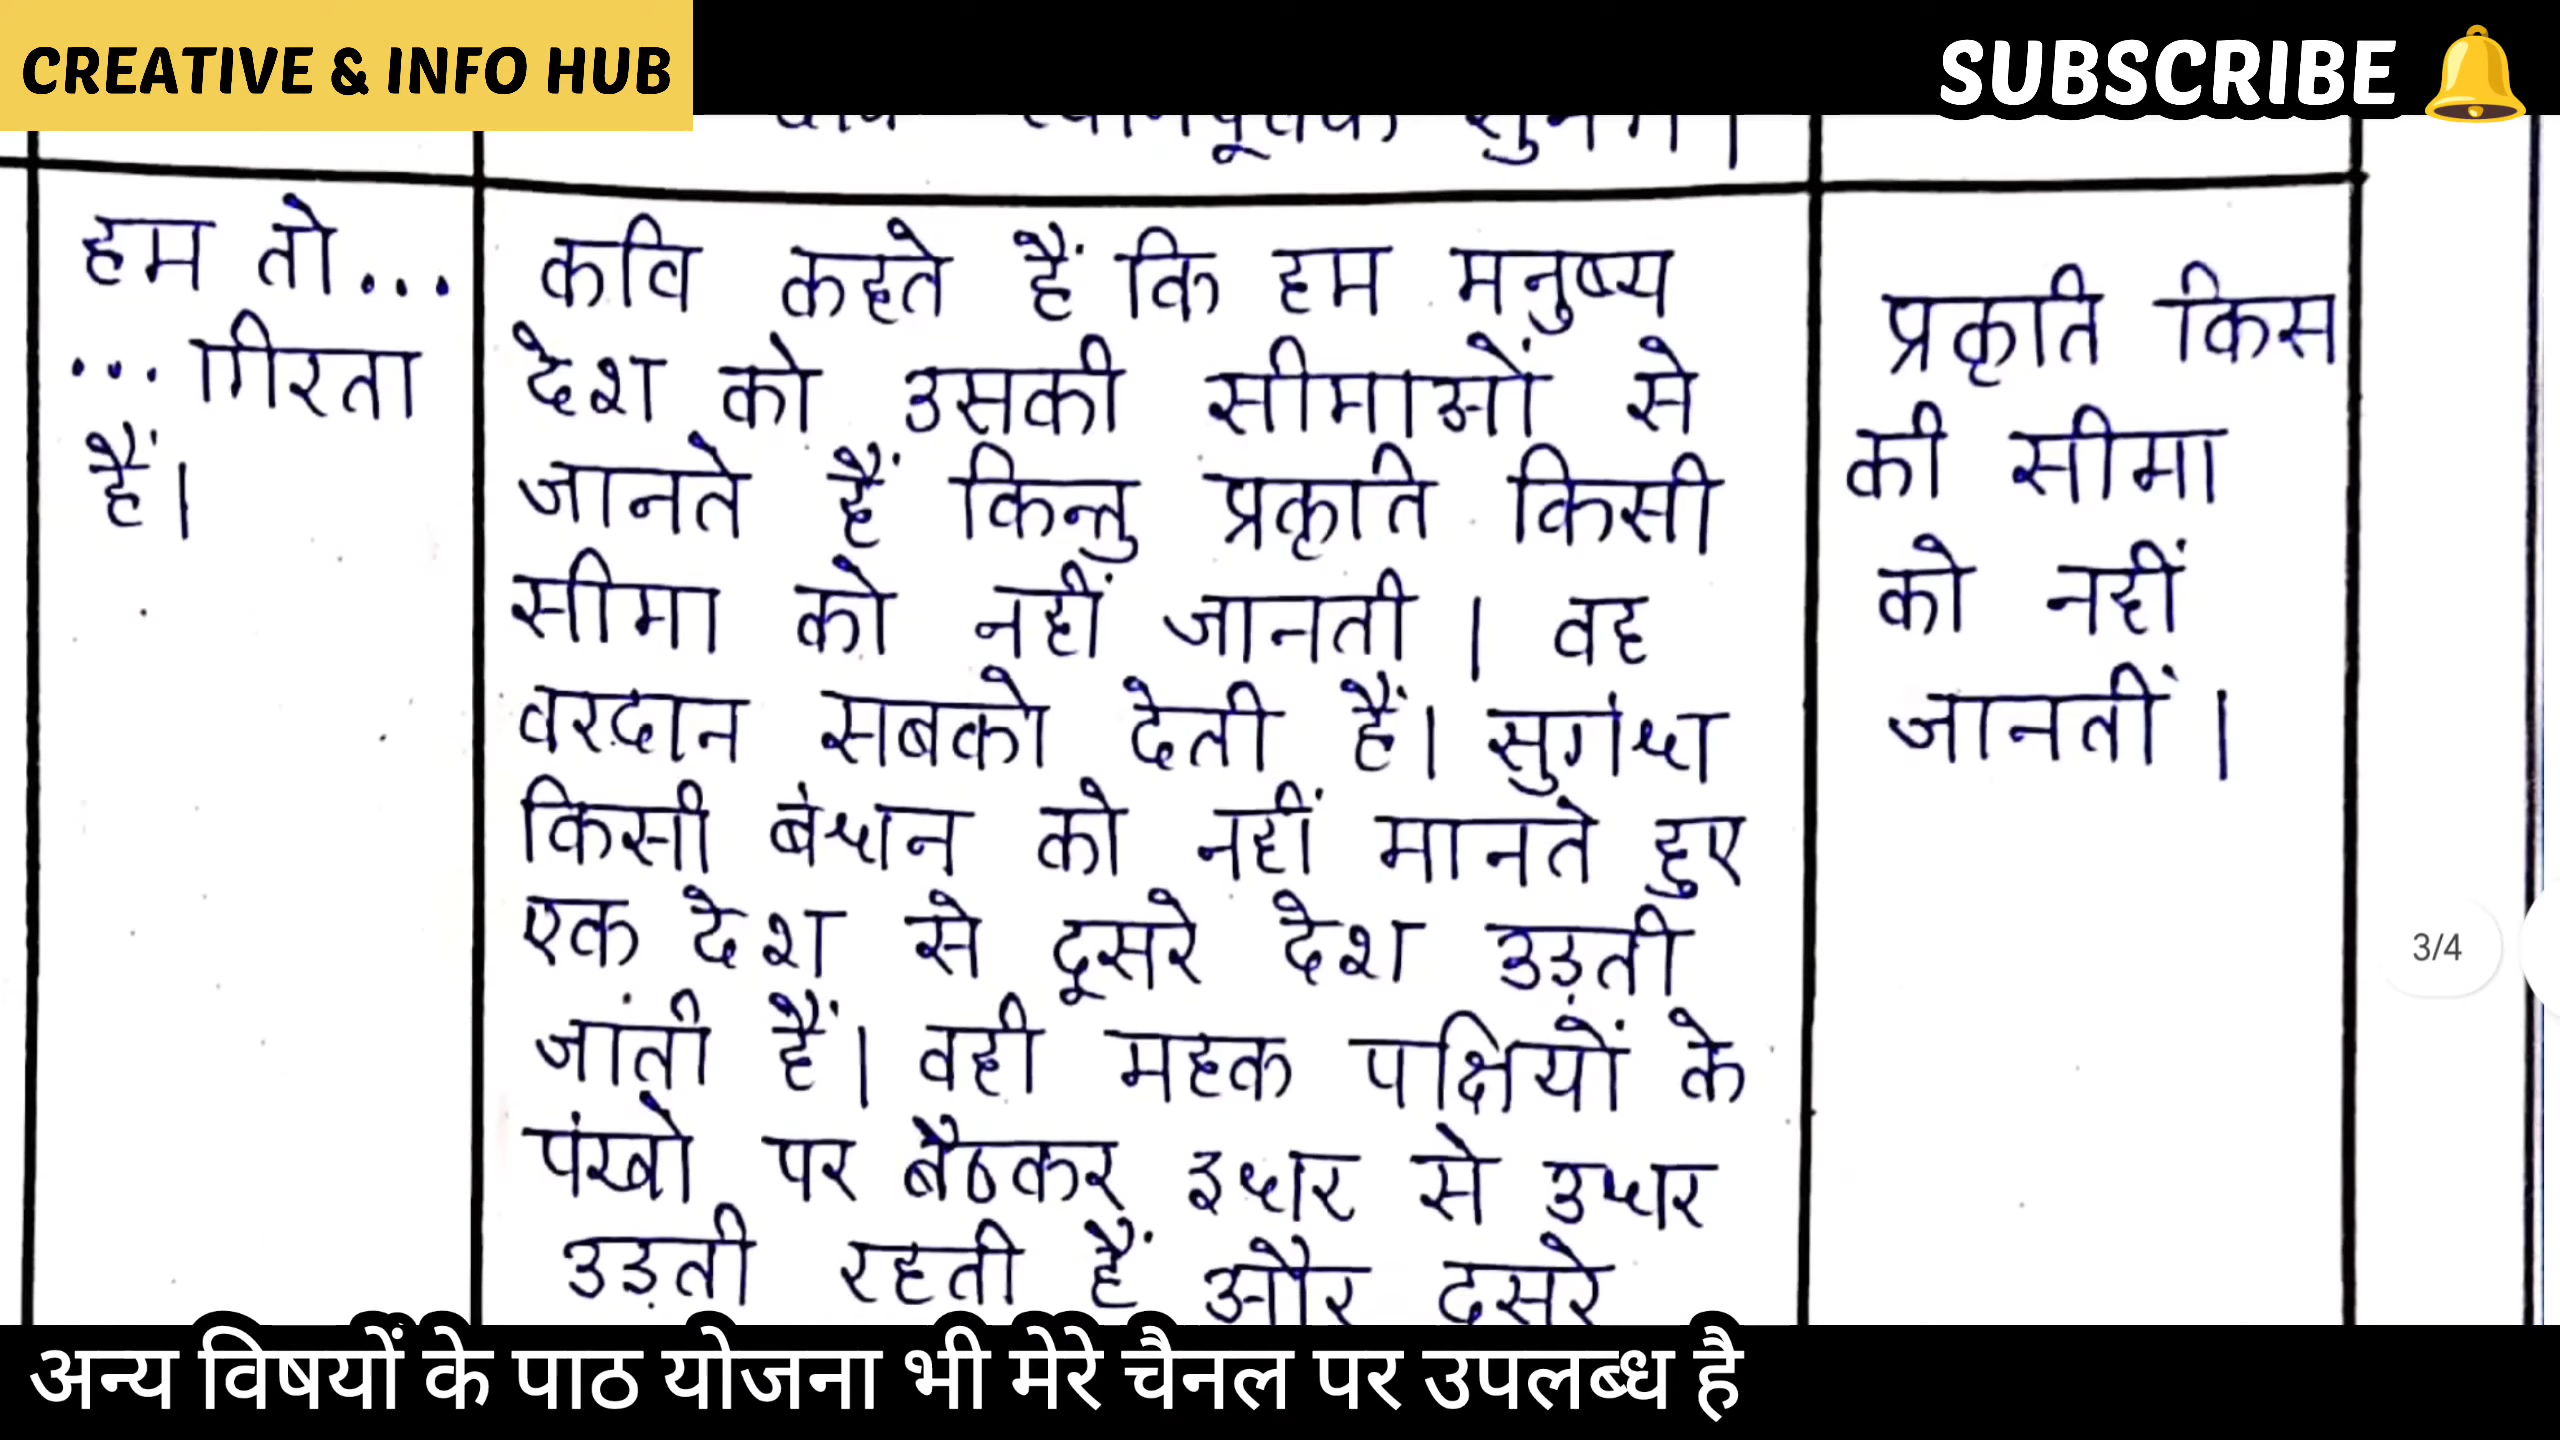 CREATIVE & INFO HUB
SUBSCRIBE
हम तो...
...गिरता
हैं।
कवि कहते हैं कि हम मनुष्य
देश को उसकी सीमाओं से
जानते हैं किन्तु प्रकृति किसी
सीमा को नहीं जानती । वह
वरदान सबको देती हैं। सुगंध
किसी बंधन को नहीं मानते हुए
एक देश से दूसरे देश उड़ती
जांती हैं। वही महक पक्षियों के
पंखो पर बैठकर इधर से उधर
उड़ती रहती हैं और दूसरे
प्रकृति किस
की सीमा
को नहीं
जानतीं ।
3/4
अन्य विषयों के पाठ योजना भी मेरे चैनल पर उपलब्ध है